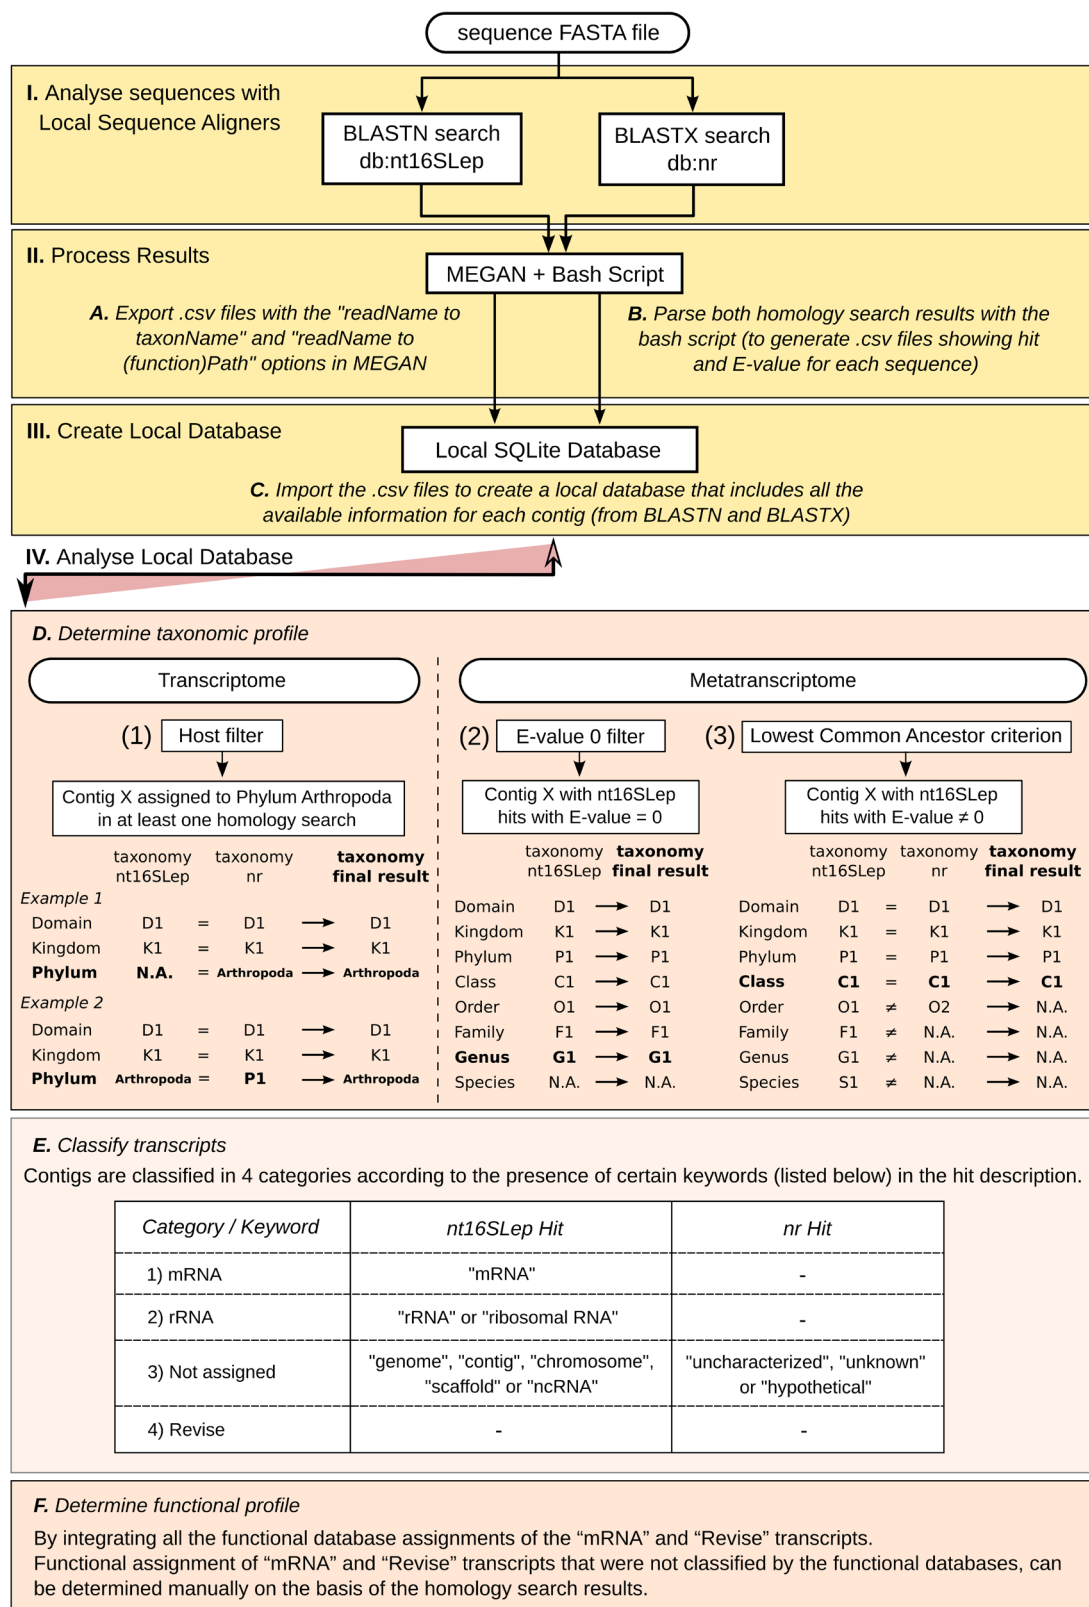 sequence FASTA file
I. Analyse sequences with
Local Sequence Aligners
BLASTN search
db:nt16SLep
BLASTX search
db:nr
II. Process Results
MEGAN + Bash Script
A. Export .csv files with the "readName to
taxonName" and "readName to
(function)Path" options in MEGAN
B. Parse both homology search results with the
bash script (to generate .csv files showing hit
and E-value for each sequence)
III. Create Local Database
Local SQLite Database
C. Import the .csv files to create a local database that includes all the
available information for each contig (from BLASTN and BLASTX)
IV. Analyse Local Database
D. Determine taxonomic profile
Transcriptome
(1) Host filter
Contig X assigned to Phylum Arthropoda
in at least one homology search
taxonomy taxonomy taxonomy
nt16SLep nr final result
Example 1
Domain D1 = D1 D1
Kingdom K1 = K1 K1
Phylum N.A. = Arthropoda Arthropoda
Example 2
Domain D1 = D1 D1
Kingdom K1 = K1 K1
Phylum Arthropoda = P1 Arthropoda
Metatranscriptome
(2) E-value 0 filter
Contig X with nt16SLep
hits with E-value = 0
taxonomy taxonomy
nt16SLep final result
Domain D1 D1
Kingdom K1 K1
Phylum P1 P1
Class C1 C1
Order O1 O1
Family F1 F1
Genus G1 G1
Species N.A. N.A.
(3) Lowest Common Ancestor criterion
Contig X with nt16SLep
hits with E-value ≠ 0
taxonomy taxonomy taxonomy
nt16SLep nr final result
Domain D1 = D1 D1
Kingdom K1 = K1 K1
Phylum P1 = P1 P1
Class C1 = C1 C1
Order O1 ≠ O2 N.A.
Family F1 ≠ N.A. N.A.
Genus G1 ≠ N.A. N.A.
Species S1 ≠ N.A. N.A.
E. Classify transcripts
Contigs are classified in 4 categories according to the presence of certain keywords (listed below) in the hit description.
Category / Keyword nt16SLep Hit nr Hit
1) mRNA "mRNA" -
2) rRNA "rRNA" or "ribosomal RNA" -
3) Not assigned "genome", "contig", "chromosome", "scaffold" or "ncRNA" "uncharacterized", "unknown" or "hypothetical"
4) Revise - -
F. Determine functional profile
By integrating all the functional database assignments of the “mRNA” and “Revise” transcripts.
Functional assignment of “mRNA” and “Revise” transcripts that were not classified by the functional databases, can
be determined manually on the basis of the homology search results.